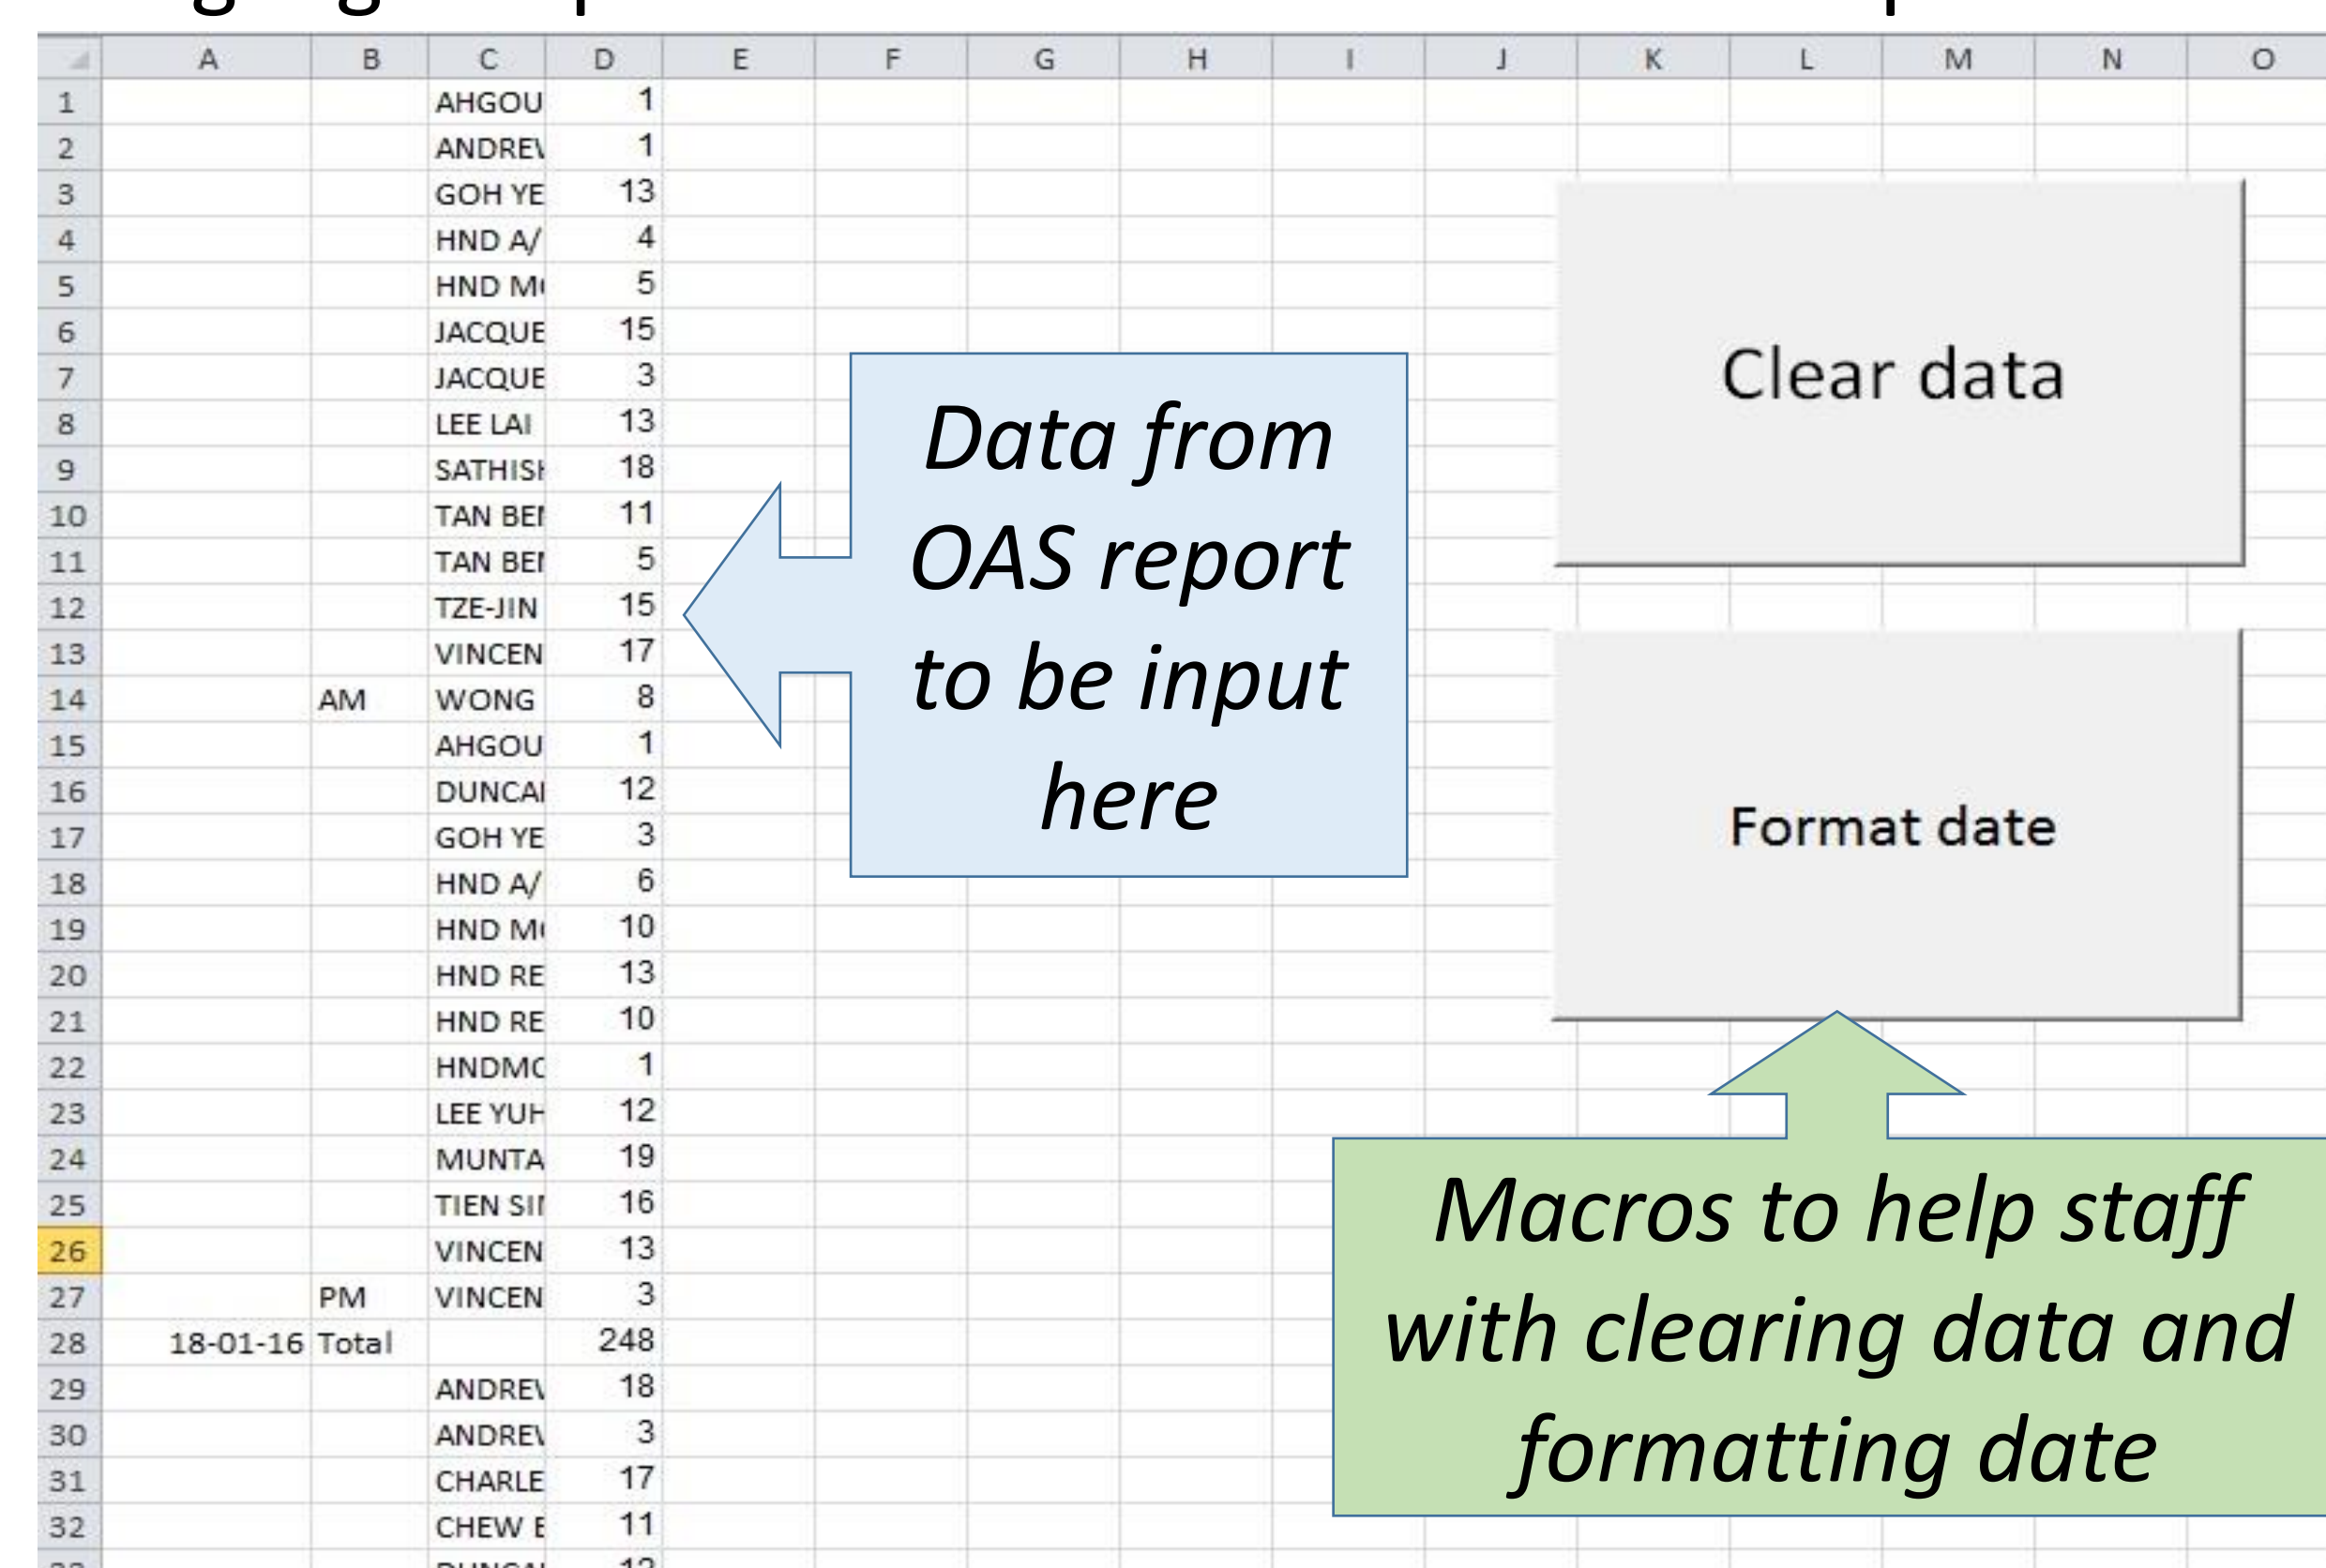 A B C D E F G H I J K L M N O
1 AHGOU 1
2 ANDREV 1
3 GOH YE 13
4 HND A/ 4
5 HND M 5
6 JACQUE 15
7 JACQUE 3
8 LEE LAI 13
9 SATHISH 18
10 TAN BE 11
11 TAN BE 5
12 TZE-JIN 15
13 VINCEN 17
14 AM WONG 8
15 AHGOU 1
16 DUNCA 12
17 GOH YE 3
18 HND A/ 6
19 HND M 10
20 HND RE 13
21 HND RE 10
22 HNDMC 1
23 LEE YUH 12
24 MUNTA 19
25 TIEN SI 16
26 VINCEN 13
27 PM VINCEN 3
28 18-01-16 Total 248
29 ANDREV 18
30 ANDREV 3
31 CHARLE 17
32 CHEW E 11
Data from
OAS report
to be input
here
Clear data
Format date
Macros to help staff
with clearing data and
formatting date